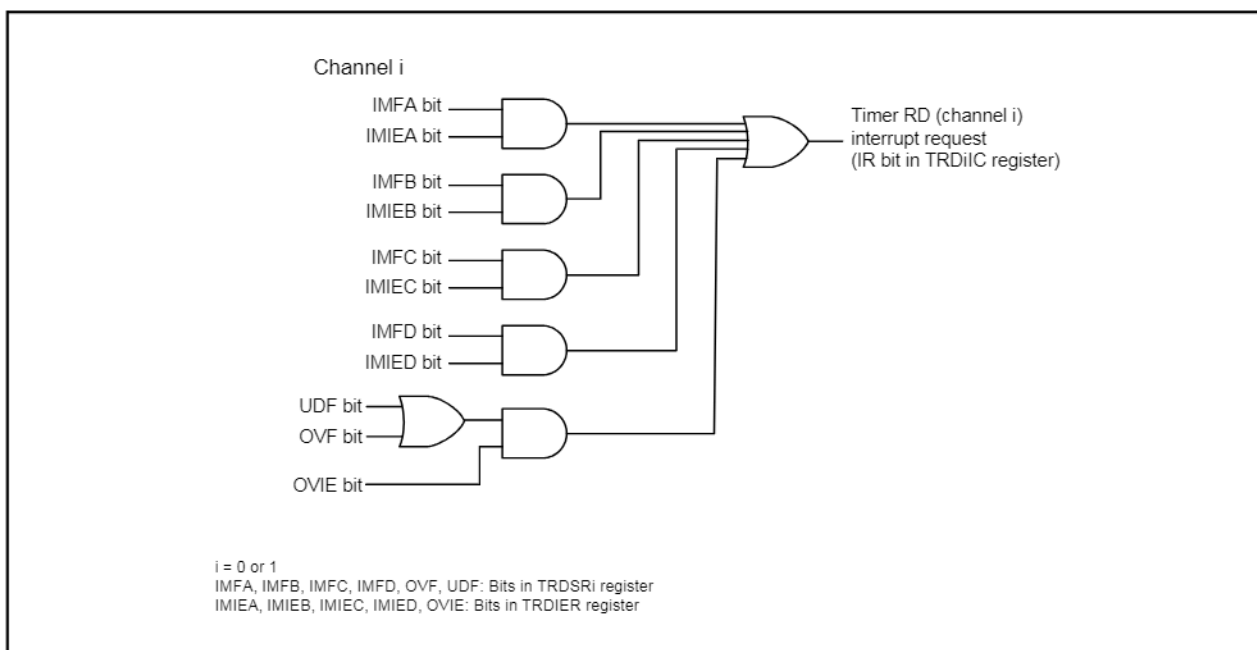 Channel i
IMFA bit
IMIEA bit
IMFB bit
IMIEB bit
IMFC bit
IMIEC bit
IMFD bit
IMIED bit
UDF bit
OVF bit
OVIE bit
Timer RD (channel i)
interrupt request
(IR bit in TRDiIC register)
i = 0 or 1
IMFA, IMFB, IMFC, IMFD, OVF, UDF: Bits in TRDSRi register
IMIEA, IMIEB, IMIEC, IMIED, OVIE: Bits in TRDIER register